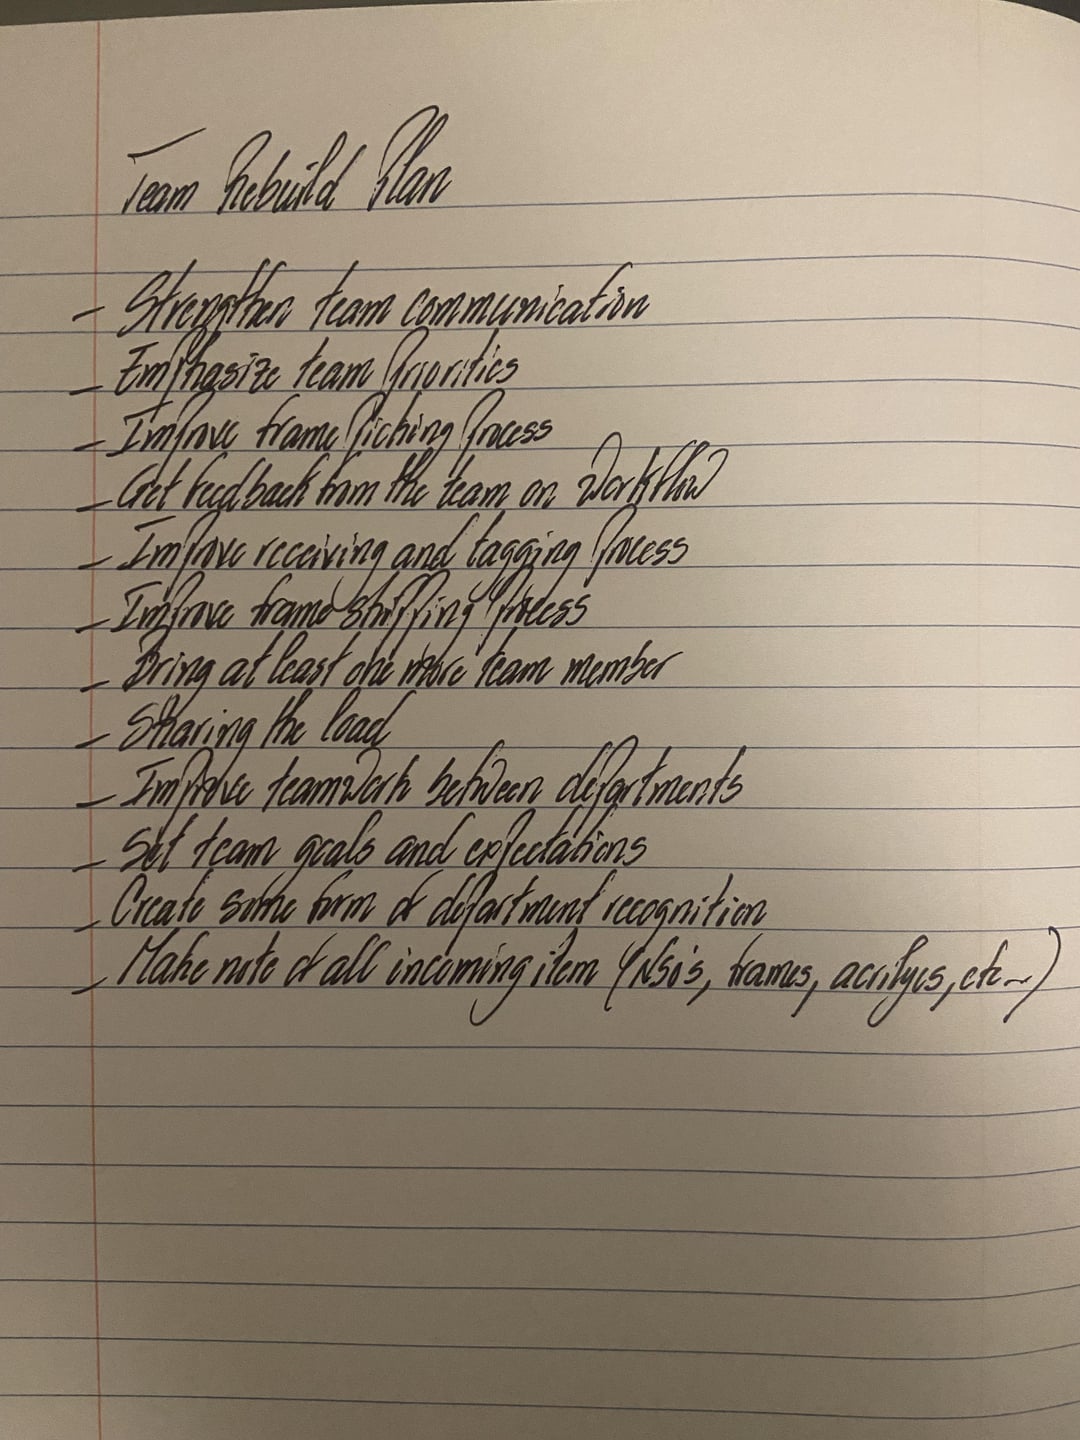 Team Rebuild Plan
- Strengthen team communication
- Emphasize team priorities
- Improve frame picking process
- Get feedback from the team on workflow
- Improve receiving and tagging process
- Improve frame shipping process
- Bring at least one more team member
- Sharing the load
- Improve teamwork between departments
- Set team goals and expectations
- Create some form of department recognition
- Make note of all incoming item (NSO's, frames, acrilycs, etc~)